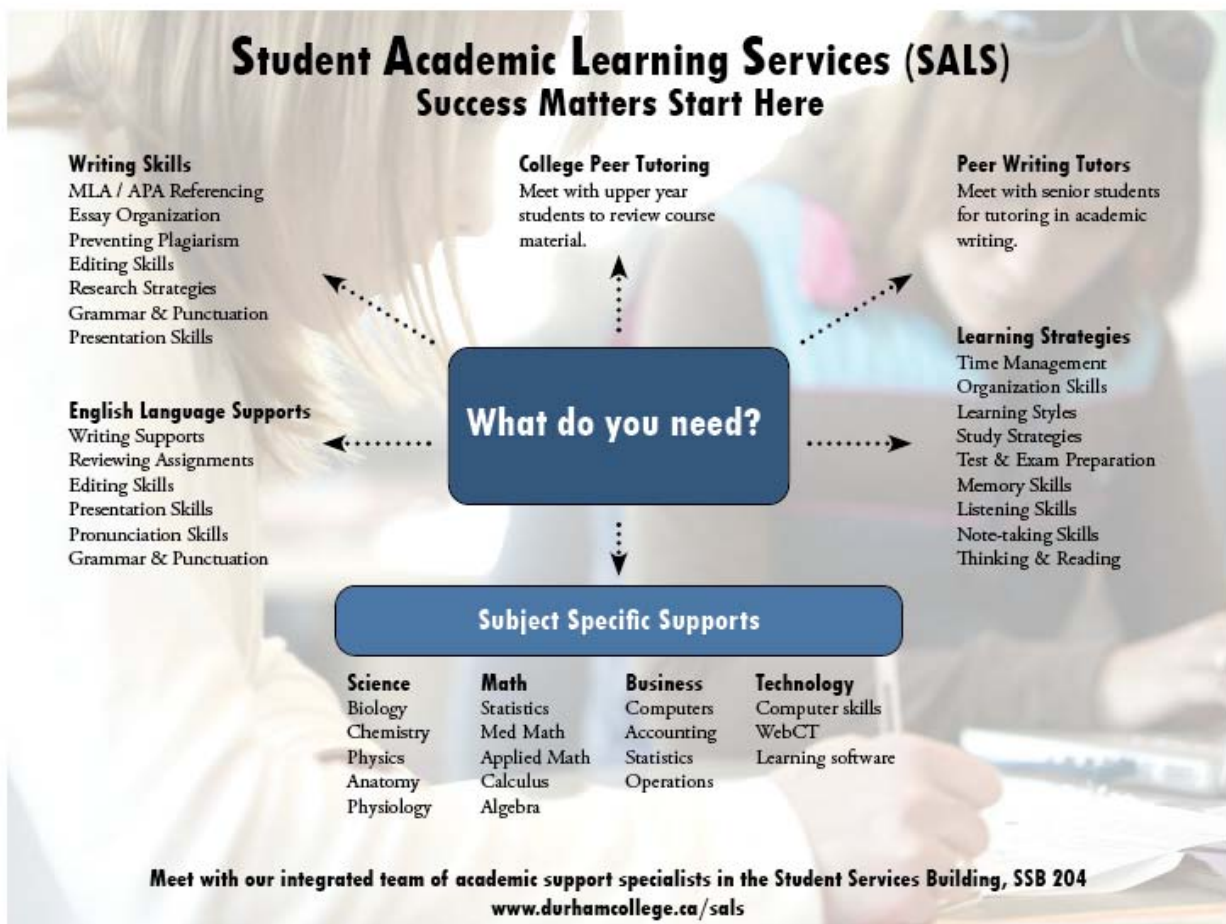 Student Academic Learning Services (SALS)
Success Matters Start Here
Writing Skills
MLA / APA Referencing
Essay Organization
Preventing Plagiarism
Editing Skills
Research Strategies
Grammar & Punctuation
Presentation Skills
College Peer Tutoring
Meet with upper year
students to review course
material.
Peer Writing Tutors
Meet with senior students
for tutoring in academic
writing.
English Language Supports
Writing Supports
Reviewing Assignments
Editing Skills
Presentation Skills
Pronunciation Skills
Grammar & Punctuation
What do you need?
Learning Strategies
Time Management
Organization Skills
Learning Styles
Study Strategies
Test & Exam Preparation
Memory Skills
Listening Skills
Note-taking Skills
Thinking & Reading
Subject Specific Supports
Science
Biology
Chemistry
Physics
Anatomy
Physiology
Math
Statistics
Med Math
Applied Math
Calculus
Algebra
Business
Computers
Accounting
Statistics
Operations
Technology
Computer skills
WebCT
Learning software
Meet with our integrated team of academic support specialists in the Student Services Building, SSB 204
www.durhamcollege.ca/sals